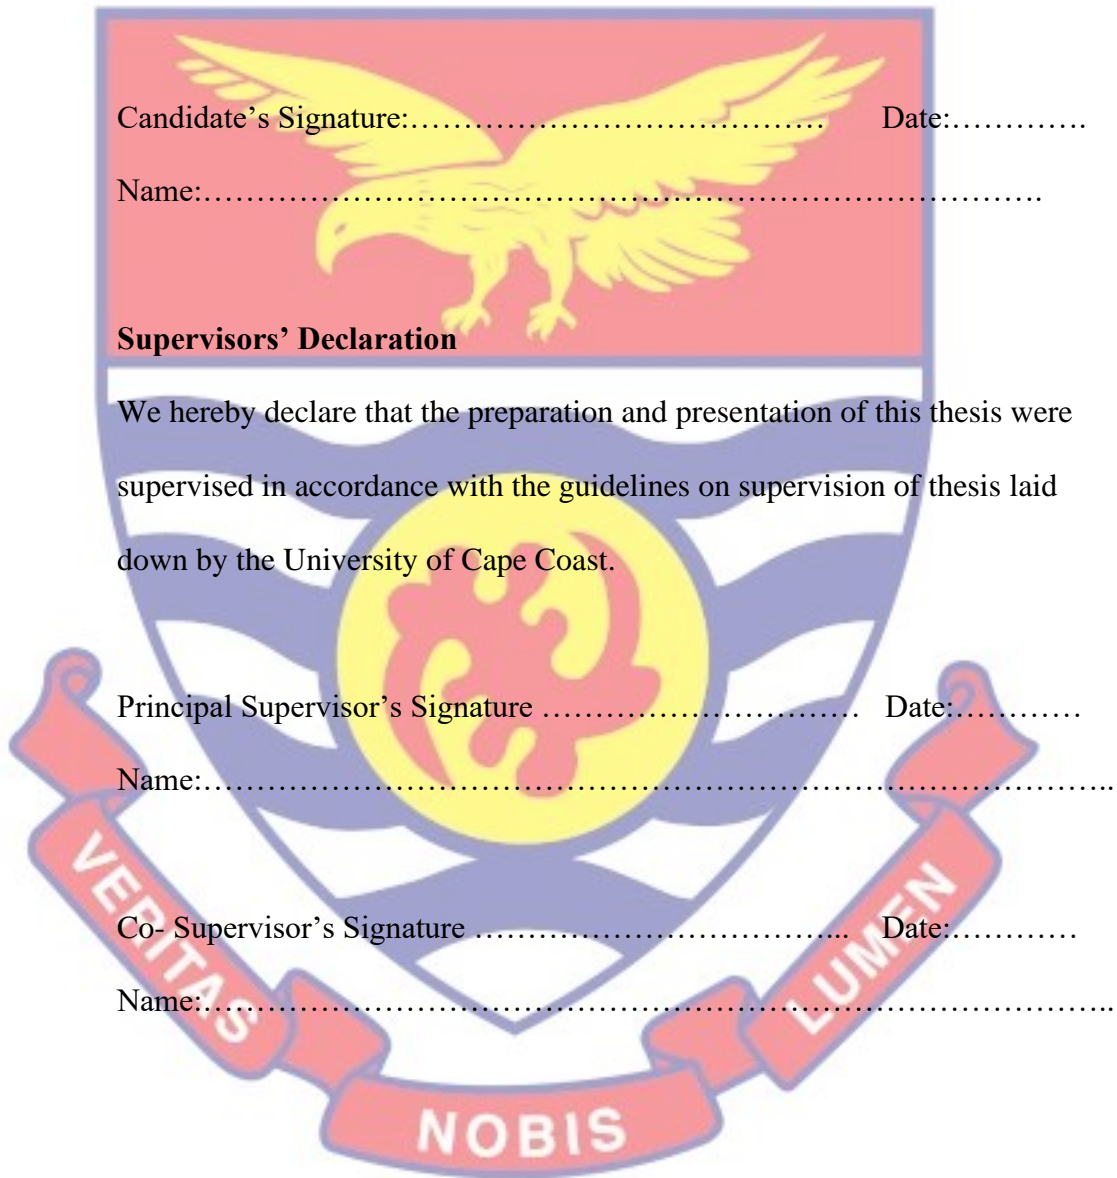 Candidate’s Signature:………………………………… Date:………….
Name:…………………………………………………………………….
Supervisors’ Declaration
We hereby declare that the preparation and presentation of this thesis were
supervised in accordance with the guidelines on supervision of thesis laid
down by the University of Cape Coast.
Principal Supervisor’s Signature ………………………… Date:…………
Name:…………………………………………………………………………..
Co- Supervisor’s Signature ……………………………... Date:…………
Name:…………………………………………………………………………..
VERITAS
NOBIS
LUMEN